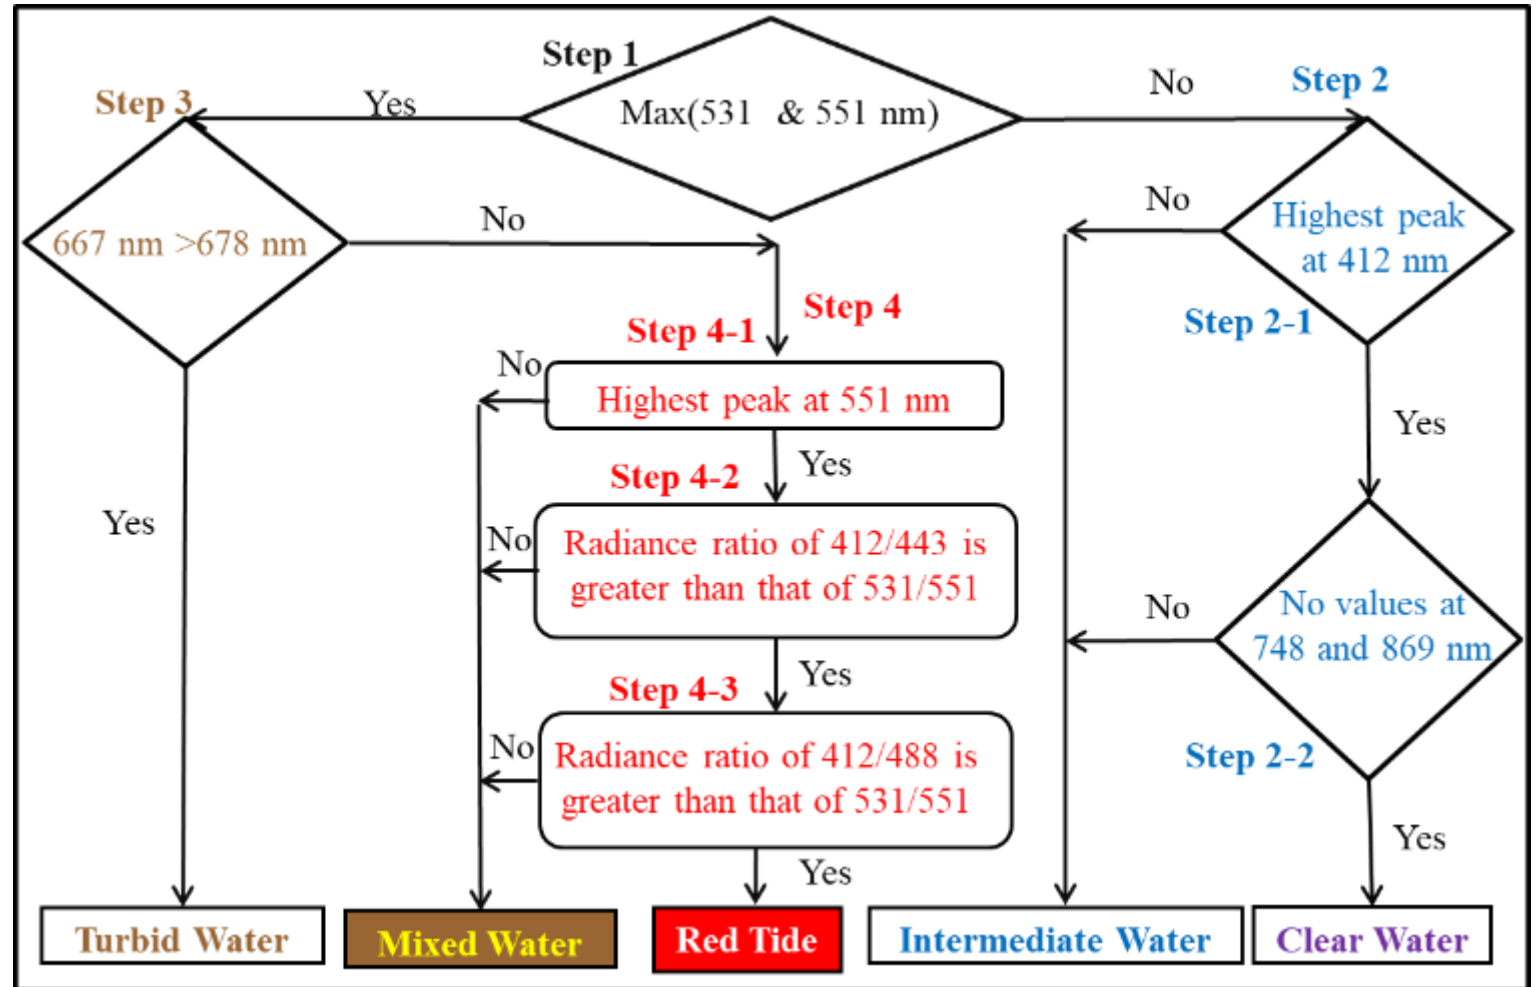 Step 1
Max(531 & 551 nm)
Yes
No
Step 3
667 nm >678 nm
No
Yes
Step 2
Highest peak
at 412 nm
No
Step 2-1
Yes
No values at
748 and 869 nm
No
Step 2-2
Yes
Step 4
Step 4-1
Highest peak at 551 nm
No
Yes
Step 4-2
Radiance ratio of 412/443 is
greater than that of 531/551
No
Yes
Step 4-3
Radiance ratio of 412/488 is
greater than that of 531/551
No
Yes
Turbid Water
Mixed Water
Red Tide
Intermediate Water
Clear Water